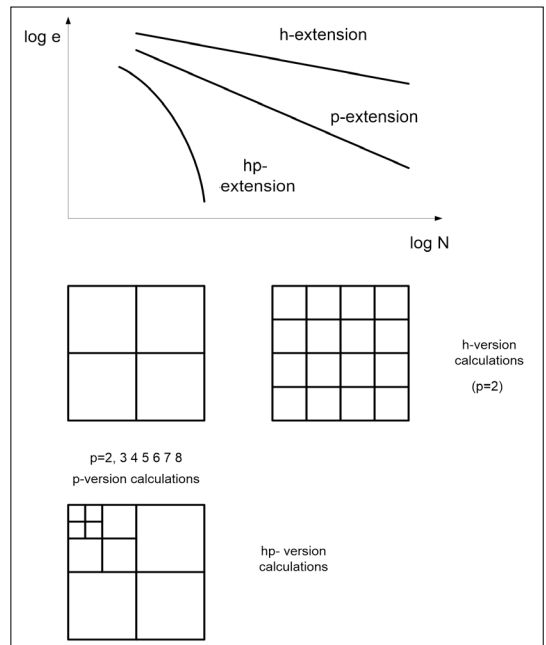 log e
h-extension
p-extension
hp-
extension
log N
h-version
calculations
(p=2)
p=2, 3 4 5 6 7 8
p-version calculations
hp- version
calculations